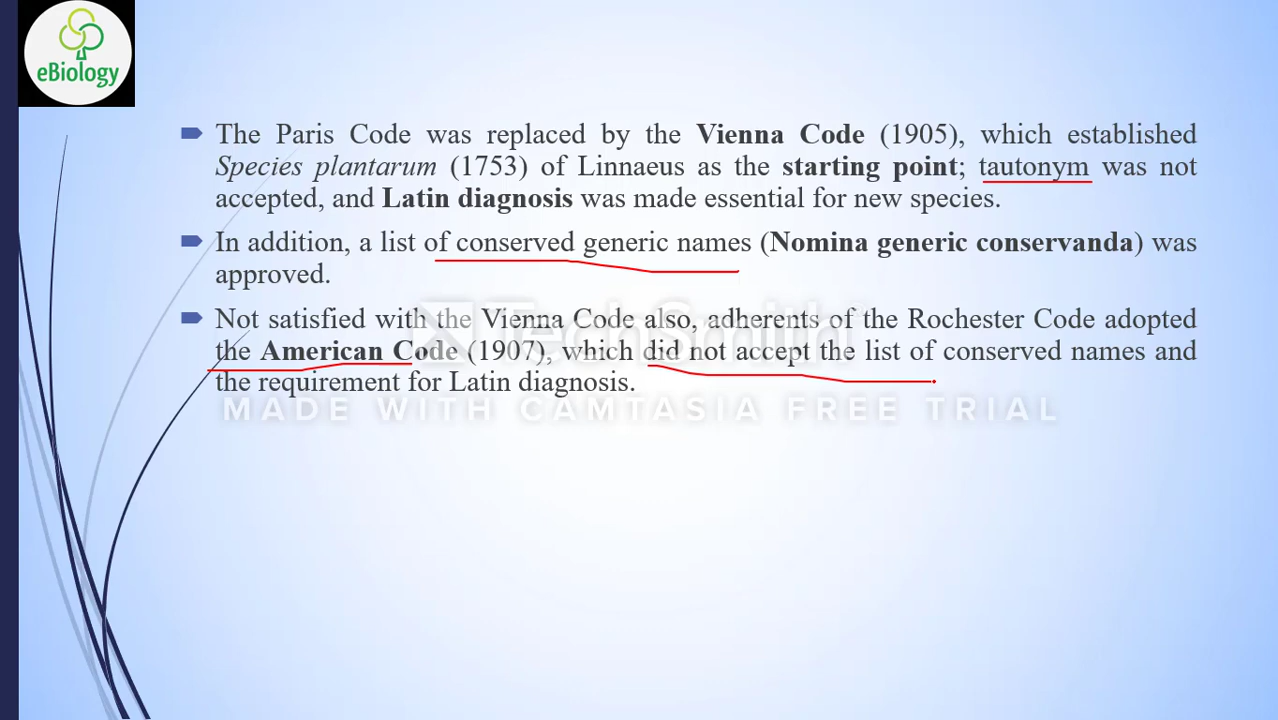 eBiology
The Paris Code was replaced by the Vienna Code (1905), which established
Species plantarum (1753) of Linnaeus as the starting point; tautonym was not
accepted, and Latin diagnosis was made essential for new species.
In addition, a list of conserved generic names (Nomina generic conservanda) was
approved.
Not satisfied with the Vienna Code also, adherents of the Rochester Code adopted
the American Code (1907), which did not accept the list of conserved names and
the requirement for Latin diagnosis.
TechSmith
MADE WITH CAMTASIA FREE TRIAL